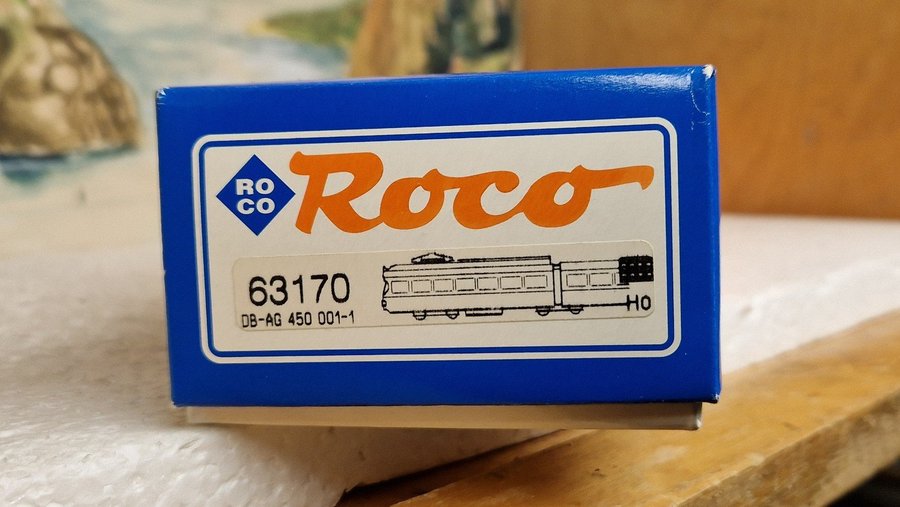 RO
CO
Roco
63170
DB-AG 450 001-1
H0